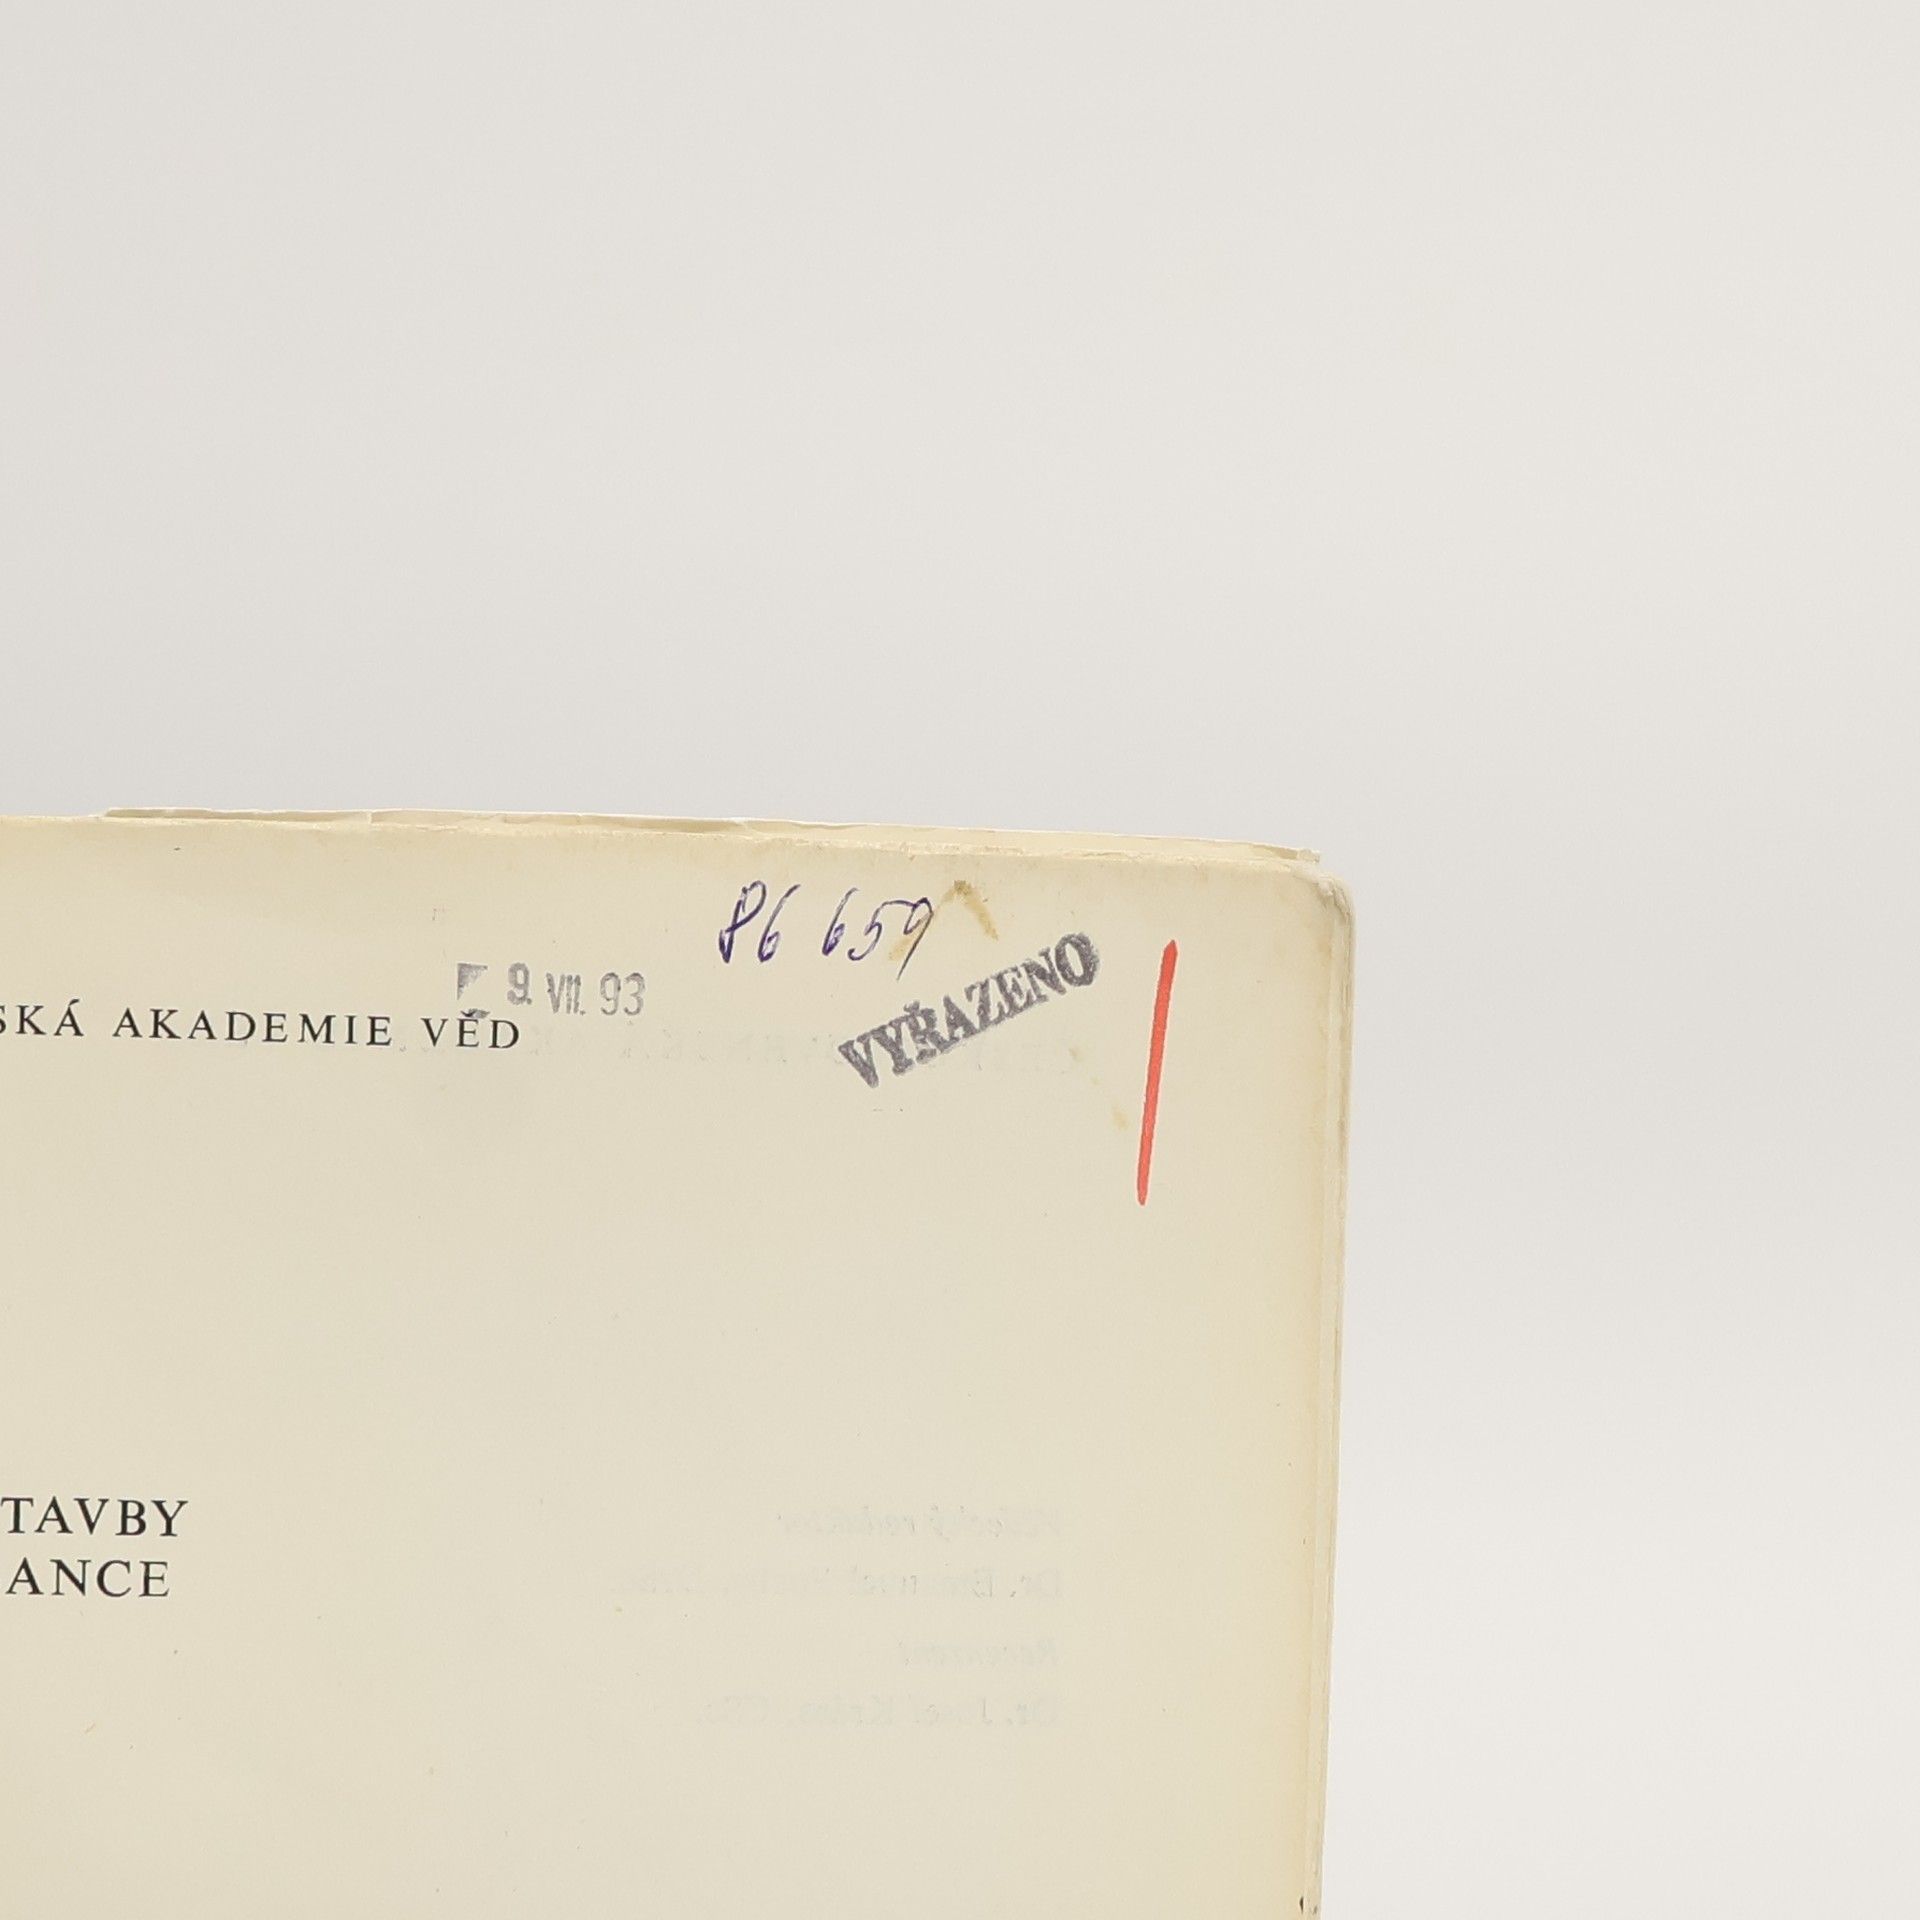 86 659
9. VII. 93
VYŘAZENO
SKÁ AKADEMIE VĚD
TAVBY
ANCE